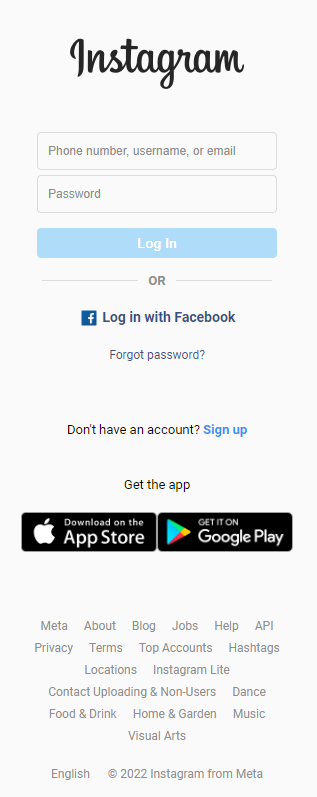 Instagram
Phone number, username, or email
Password
Log In
OR
Log in with Facebook
Forgot password?
Don't have an account? Sign up
Get the app
Download on the
App Store
GET IT ON
Google Play
Meta About Blog Jobs Help API
Privacy Terms Top Accounts Hashtags
Locations Instagram Lite
Contact Uploading & Non-Users Dance
Food & Drink Home & Garden Music
Visual Arts
English © 2022 Instagram from Meta